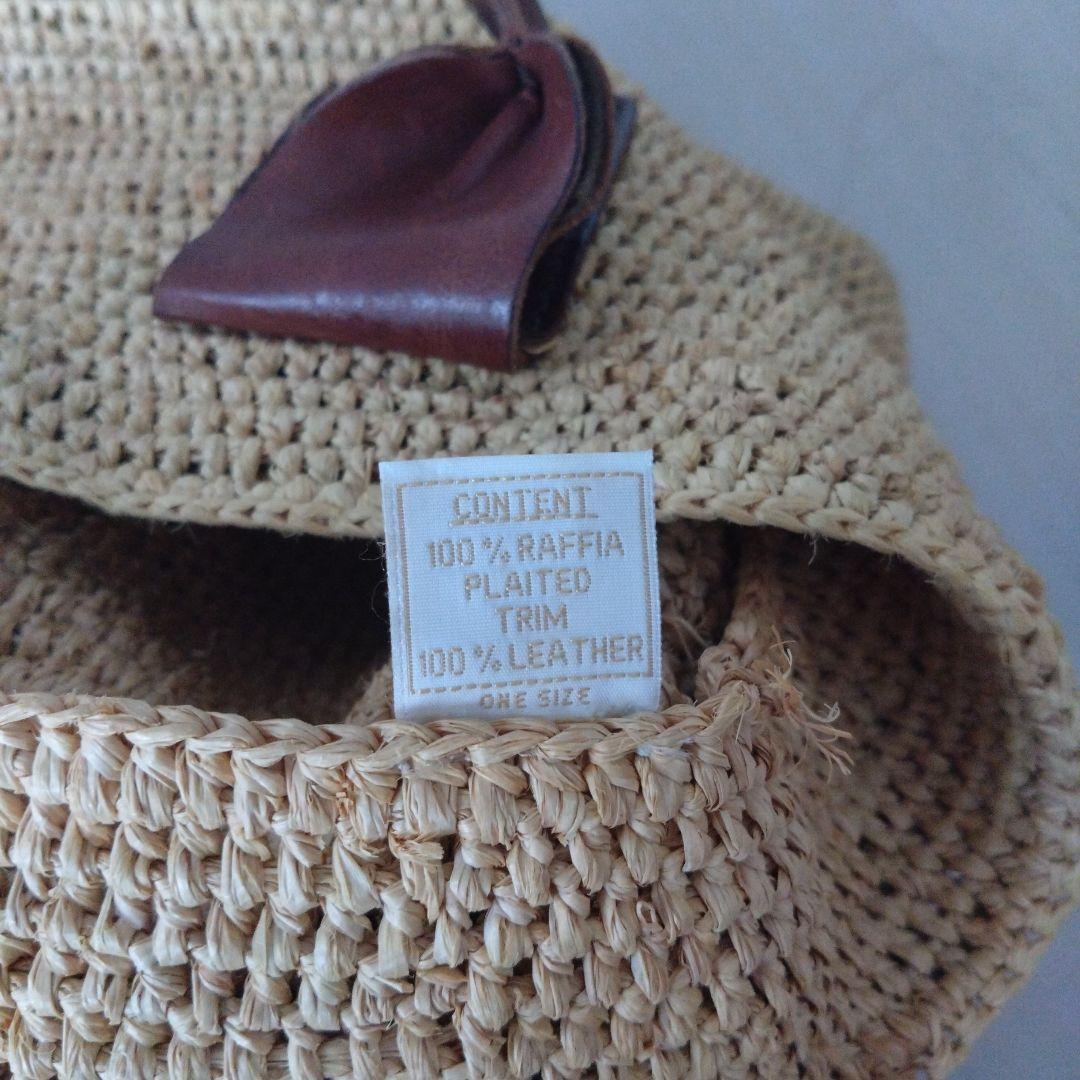 CONTENT
100 % RAFFIA
PLAITED
TRIM
100 % LEATHER
ONE SIZE